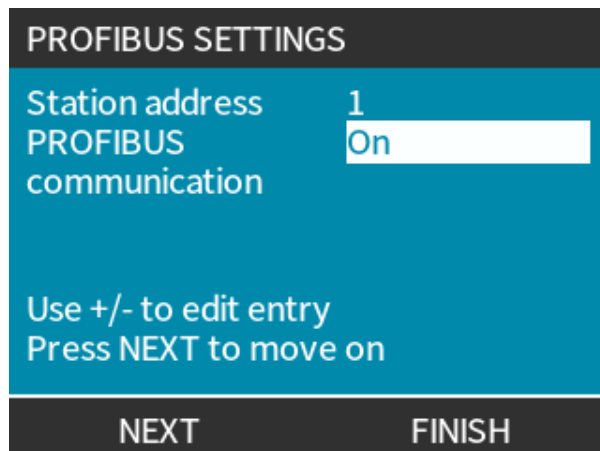 PROFIBUS SETTINGS
Station address 1
PROFIBUS On
communication
Use +/- to edit entry
Press NEXT to move on
NEXT FINISH